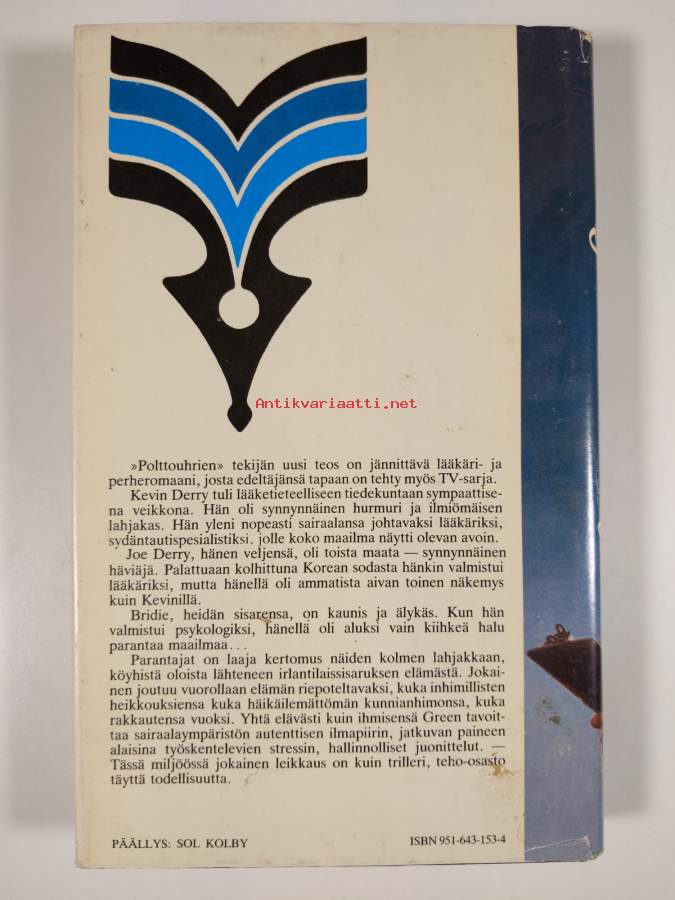 Antikvariaatti.net
»Polttouhrien» tekijän uusi teos on jännittävä lääkäri- ja
perheromaani, josta edeltäjänsä tapaan on tehty myös TV-sarja.
Kevin Derry tuli lääketieteelliseen tiedekuntaan sympaattise-
na veikkona. Hän oli synnynnäinen hurmuri ja ilmiömäisen
lahjakas. Hän yleni nopeasti sairaalansa johtavaksi lääkäriksi,
sydäntautispesialistiksi. jolle koko maailma näytti olevan avoin.
Joe Derry, hänen veljensä, oli toista maata — synnynnäinen
häviäjä. Palattuaan kolhittuna Korean sodasta hänkin valmistui
lääkäriksi, mutta hänellä oli ammatista aivan toinen näkemys
kuin Kevinillä.
Bridie, heidän sisarensa, on kaunis ja älykäs. Kun hän
valmistui psykologiksi, hänellä oli aluksi vain kiihkeä halu
parantaa maailmaa...
Parantajat on laaja kertomus näiden kolmen lahjakkaan,
köyhistä oloista lähteneen irlantilaissisaruksen elämästä. Jokai-
nen joutuu vuorollaan elämän riepoteltavaksi, kuka inhimillisten
heikkouksiensa kuka häikäilemättömän kunnianhimonsa, kuka
rakkautensa vuoksi. Yhtä elävästi kuin ihmisensä Green tavoit-
taa sairaalaympäristön autenttisen ilmapiirin, jatkuvan paineen
alaisina työskentelevien stressin, hallinnolliset juonittelut. —
Tässä miljöössä jokainen leikkaus on kuin trilleri, teho-osasto
täyttä todellisuutta.
PÄÄLLYS: SOL KOLBY
ISBN 951-643-153-4